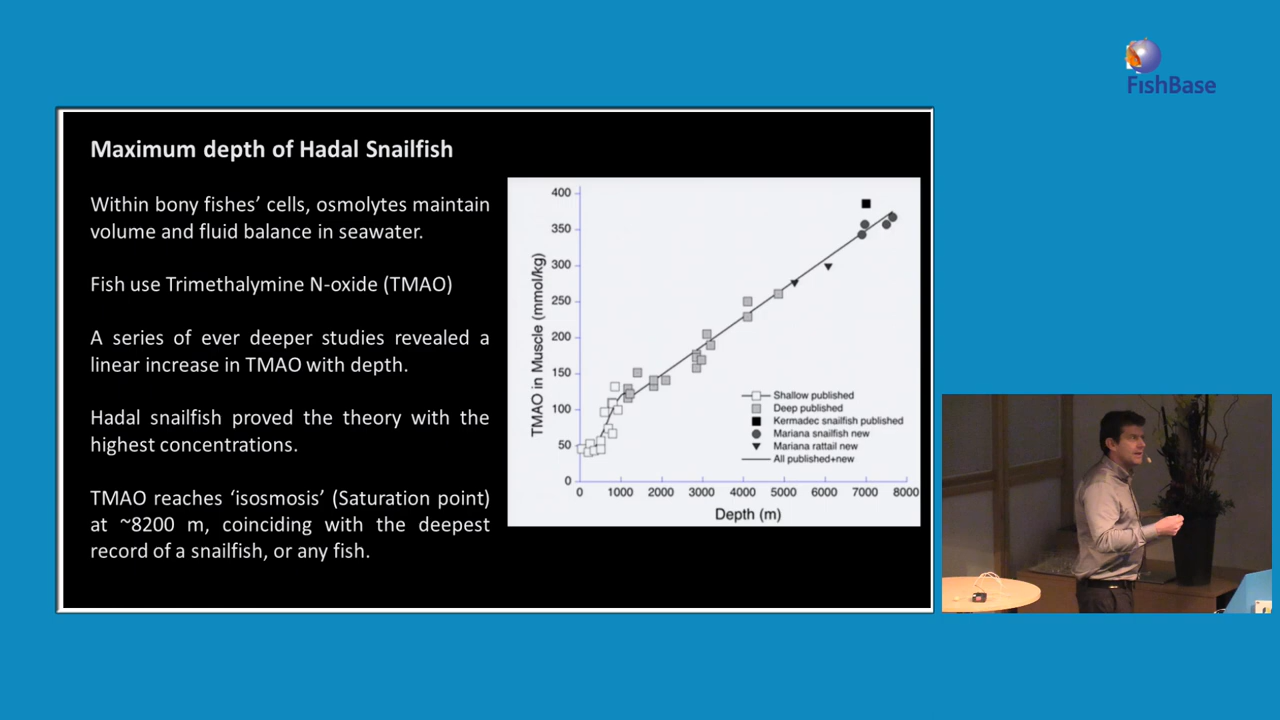 FishBase
Maximum depth of Hadal Snailfish
Within bony fishes’ cells, osmolytes maintain
volume and fluid balance in seawater.
Fish use Trimethalymine N-oxide (TMAO)
A series of ever deeper studies revealed a
linear increase in TMAO with depth.
Hadal snailfish proved the theory with the
highest concentrations.
TMAO reaches ‘isosmosis’ (Saturation point)
at ~8200 m, coinciding with the deepest
record of a snailfish, or any fish.
TMAO in Muscle (mmol/kg)
400
350
300
250
200
150
100
50
0
Shallow published
Deep published
Kermadec snailfish published
Mariana snailfish new
Mariana rattail new
All published+new
0 1000 2000 3000 4000 5000 6000 7000 8000
Depth (m)